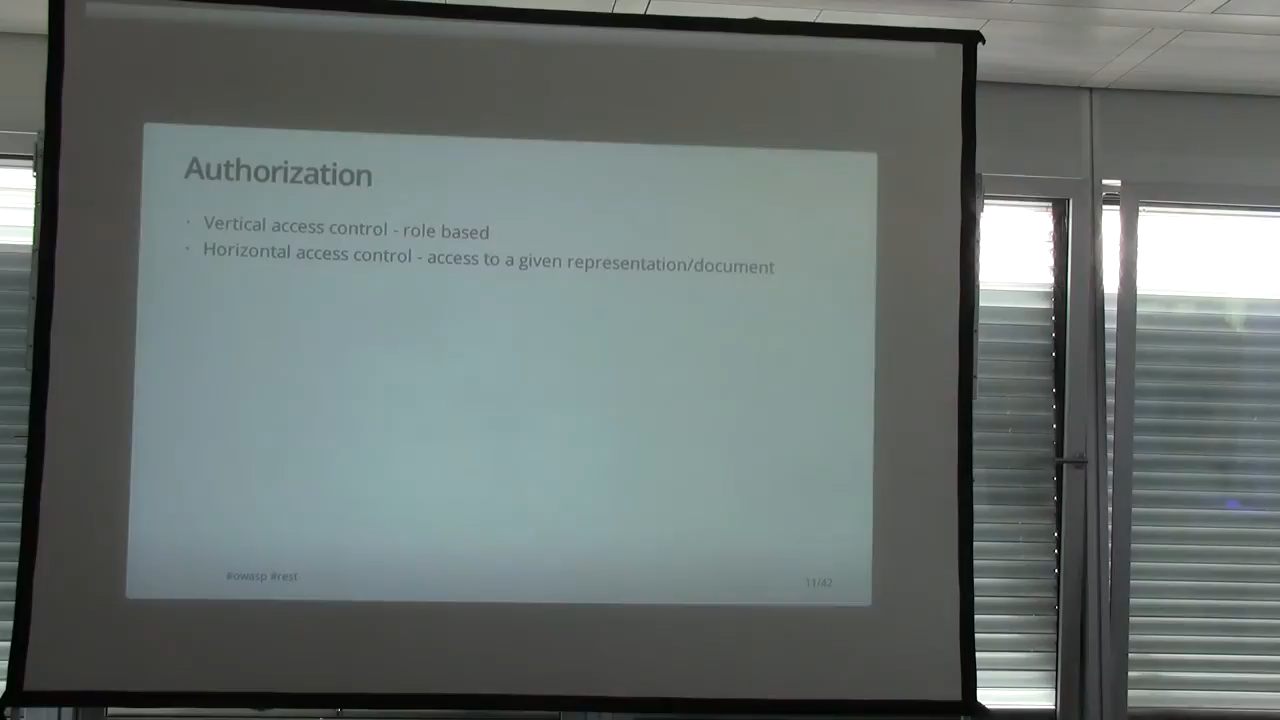 Authorization
· Vertical access control - role based
· Horizontal access control - access to a given representation/document
#owasp #rest
11/42